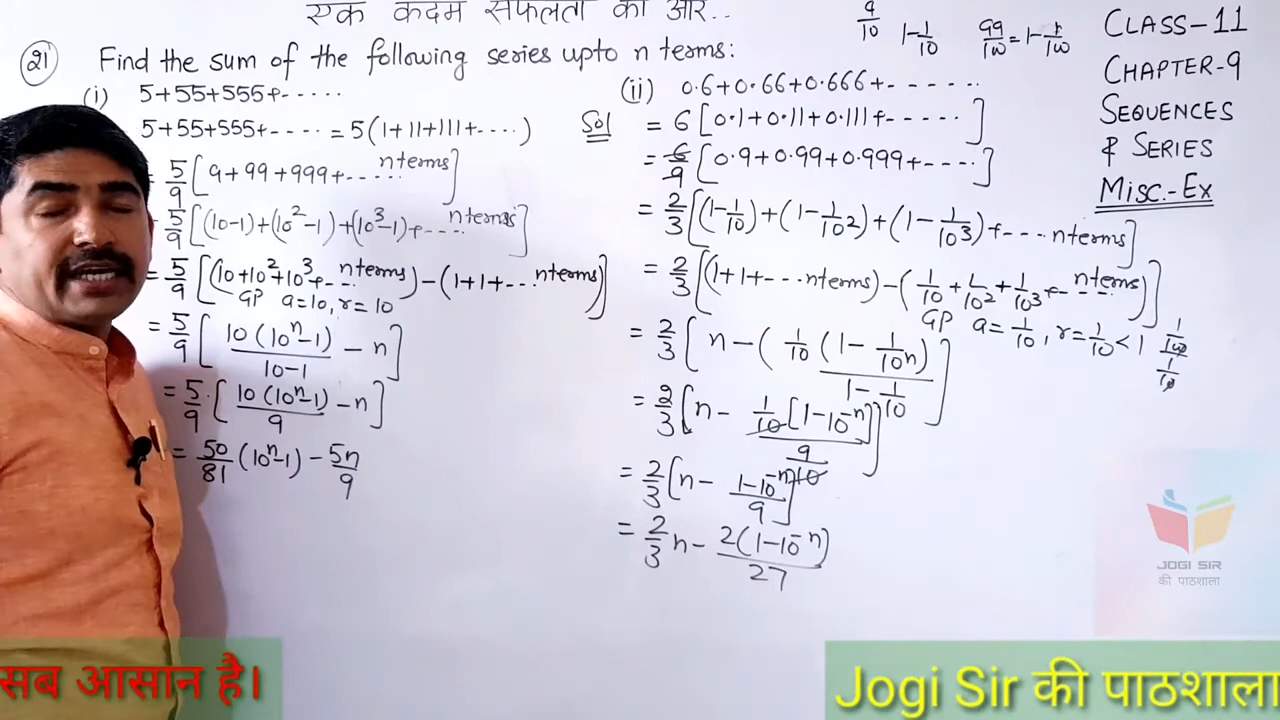 एक कदम सफलता की ओर..
9/10 1-1/10 99/100=1-1/100
CLASS-11
CHAPTER-9
SEQUENCES
& SERIES
MISC.-EX
21 Find the sum of the following series upto n terms:
(i) 5+55+555+.....
5+55+555+---- = 5(1+11+111+....)
= 5/9 [9+99+999+..... n terms]
= 5/9 [(10-1)+(10²-1)+(10³-1)+.... n terms]
= 5/9 [(10+10²+10³+... n terms) - (1+1+... n terms)]
GP a=10, r=10
= 5/9 [10(10ⁿ-1)/10-1 - n]
= 5/9 · [10(10ⁿ-1)/9 - n]
= 50/81 (10ⁿ-1) - 5n/9
(ii) 0.6+0.66+0.666+------
Sol = 6[0.1+0.11+0.111+-----]
= 6/9 [0.9+0.99+0.999+----]
= 2/3 [(1-1/10)+(1-1/10²)+(1-1/10³)+---- n terms]
= 2/3 [(1+1+--- n terms) - (1/10+1/10²+1/10³+---- n terms)]
GP a=1/10, r=1/10<1
= 2/3 [n - (1/10 (1-1/10ⁿ)/1-1/10]
= 2/3 [n - 1/10 [1-10⁻ⁿ]/9/10]
= 2/3 [n - 1-10⁻ⁿ/9]
= 2/3 n - 2(1-10⁻ⁿ)/27
JOGI SIR
की पाठशाला
सब आसान है।
Jogi Sir की पाठशाला